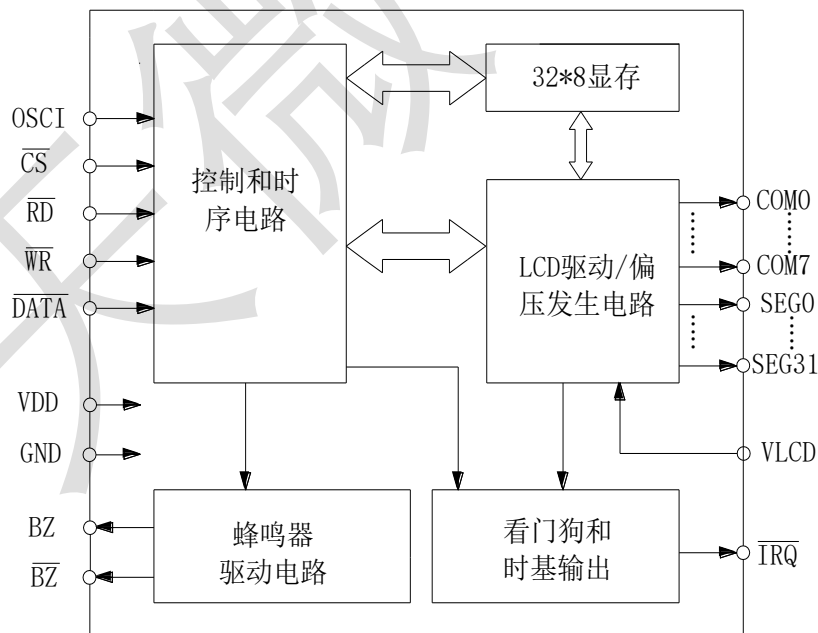 32*8显存
OSCI
CS
RD
WR
DATA
控制和时
序电路
LCD驱动/偏
压发生电路
COM0
COM7
SEG0
SEG31
VDD
GND
VLCD
BZ
BZ
蜂鸣器
驱动电路
看门狗和
时基输出
IRQ
天微